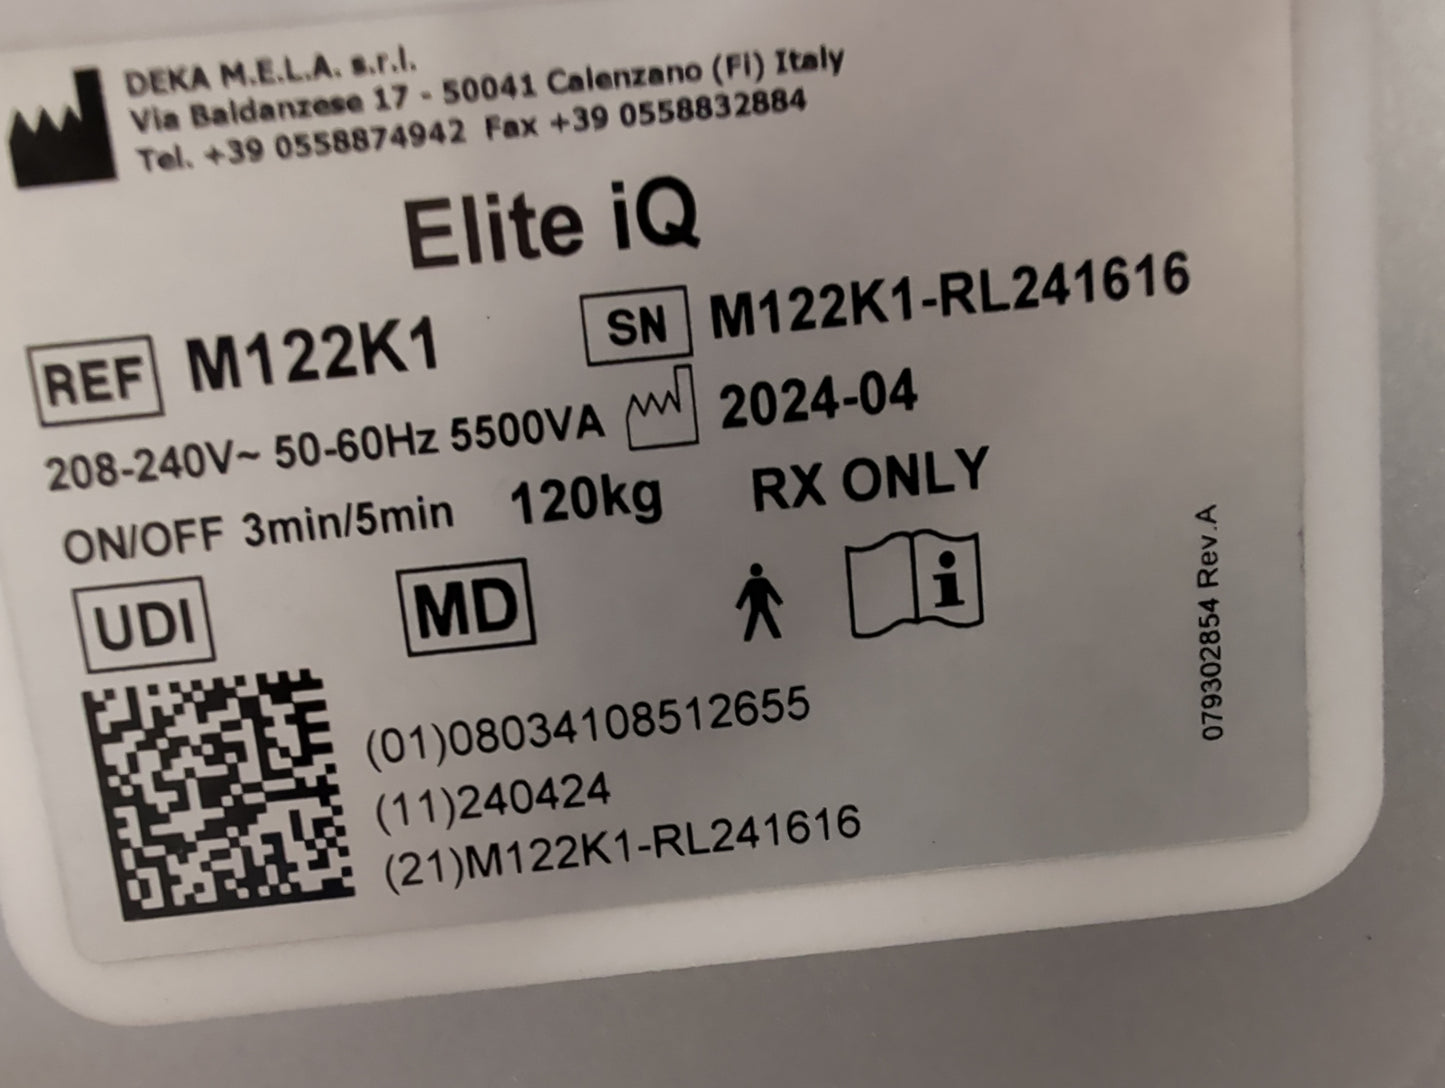 DEKA M.E.L.A. s.r.l.
Via Baldanzese 17 - 50041 Calenzano (FI) Italy
Tel. +39 0558874942 Fax +39 0558832884
Elite iQ
REF M122K1 SN M122K1-RL241616
208-240V~ 50-60Hz 5500VA 2024-04
ON/OFF 3min/5min 120kg RX ONLY
UDI MD i
(01)08034108512655
(11)240424
(21)M122K1-RL241616
079302854 Rev.A